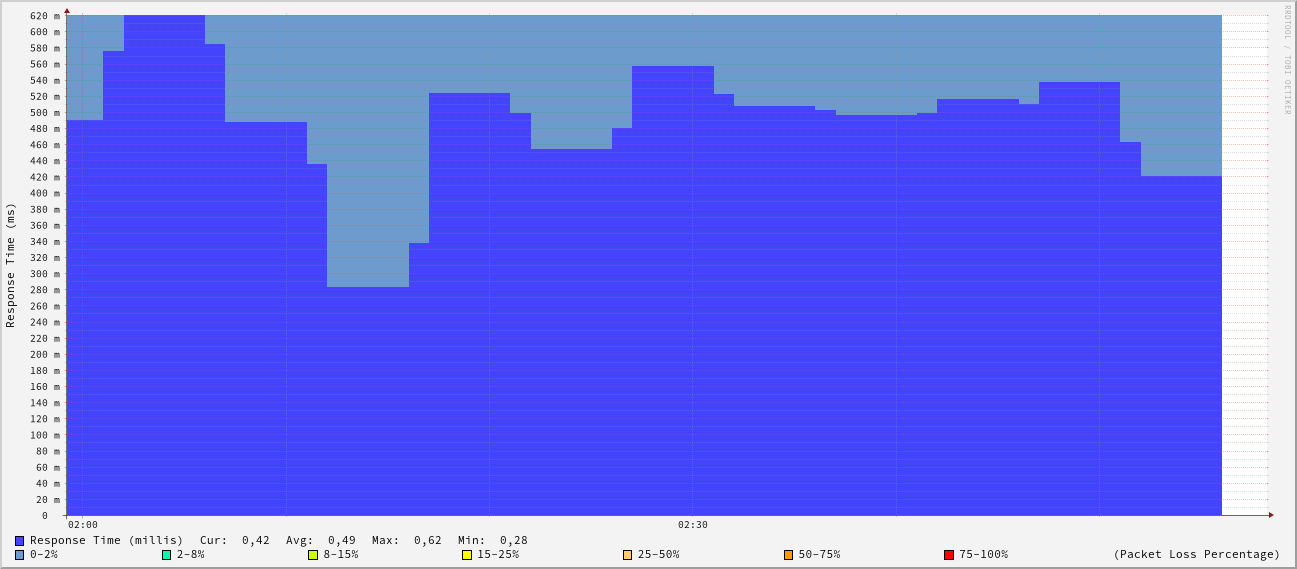 620 m
600 m
580 m
560 m
540 m
520 m
500 m
480 m
460 m
440 m
420 m
400 m
380 m
360 m
340 m
320 m
300 m
280 m
260 m
240 m
220 m
200 m
180 m
160 m
140 m
120 m
100 m
80 m
60 m
40 m
20 m
0
Response Time (ms)
02:00 02:30
RRDTOOL / TOBI OETIKER
Response Time (millis) Cur: 0,42 Avg: 0,49 Max: 0,62 Min: 0,28
0-2% 2-8% 8-15% 15-25% 25-50% 50-75% 75-100% (Packet Loss Percentage)